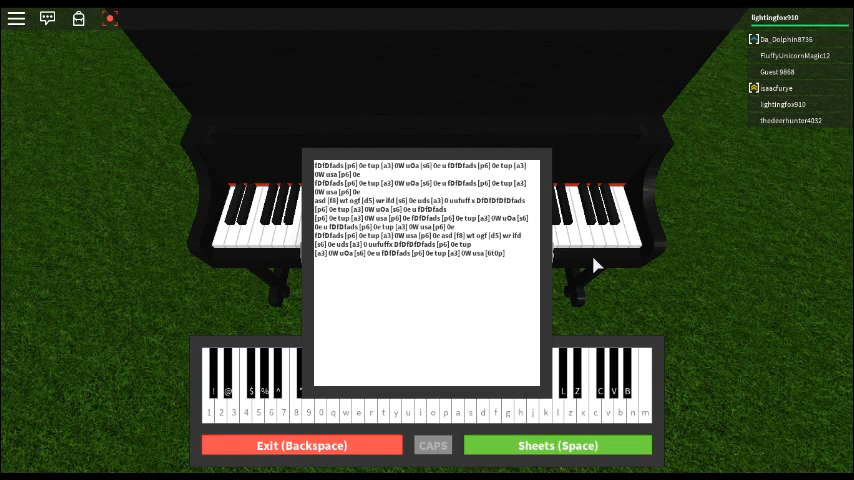 lightingfox910
Da_Dolphin8736
FluffyUnicornMagic12
Guest 9868
isaacfurye
lightingfox910
thedeerhunter4032
fDfDfads [p6] 0e tup [a3] 0W uOa [s6] 0e u fDfDfads [p6] 0e tup [a3]
0W usa [p6] 0e
fDfDfads [p6] 0e tup [a3] 0W uOa [s6] 0e u fDfDfads [p6] 0e tup [a3]
0W usa [p6] 0e
asd [f8] wt ogf [d5] wr ifd [s6] 0e uds [a3] 0 uufuff x DfDfDfDfDfads
[p6] 0e tup [a3] 0W uOa [s6] 0e u fDfDfads
[p6] 0e tup [a3] 0W usa [p6] 0e fDfDfads [p6] 0e tup [a3] 0W uOa [s6]
0e u fDfDfads [p6] 0e tup [a3] 0W usa [p6] 0e
fDfDfads [p6] 0e tup [a3] 0W usa [p6] 0e asd [f8] wt ogf [d5] wr ifd
[s6] 0e uds [a3] 0 uufuffx DfDfDfDfads [p6] 0e tup
[a3] 0W uOa [s6] 0e u fDfDfads [p6] 0e tup [a3] 0W usa [6t0p]
! @ $ % ^ L Z C V B
1 2 3 4 5 6 7 8 9 0 q w e r t y u i o p a s d f g h j k l z x c v b n m
Exit (Backspace) CAPS Sheets (Space)